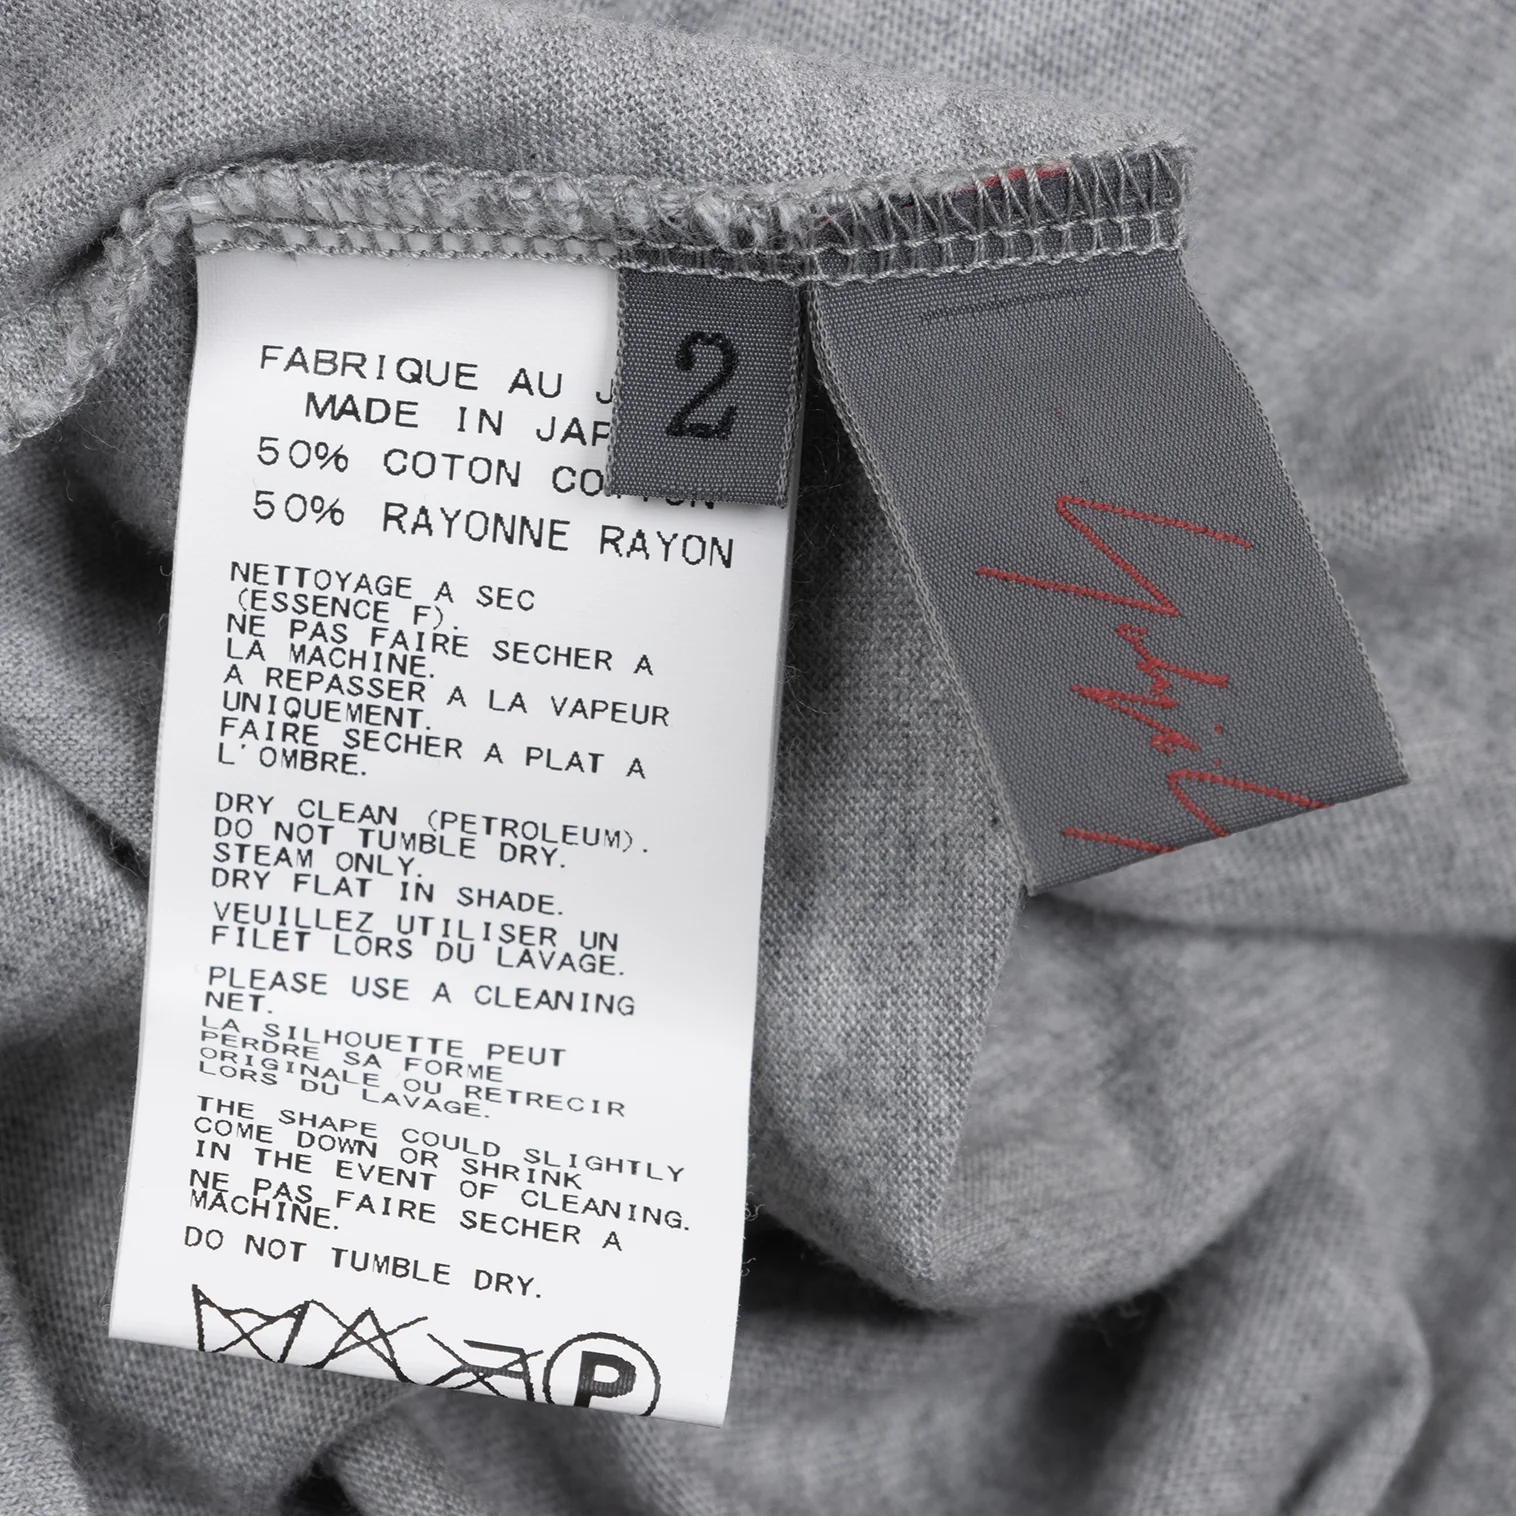 FABRIQUE AU J
MADE IN JAP
50% COTON COTTON
50% RAYONNE RAYON
NETTOYAGE A SEC
(ESSENCE F).
NE PAS FAIRE SECHER A
LA MACHINE.
A REPASSER A LA VAPEUR
UNIQUEMENT.
FAIRE SECHER A PLAT A
L'OMBRE.
DRY CLEAN (PETROLEUM).
DO NOT TUMBLE DRY.
STEAM ONLY.
DRY FLAT IN SHADE.
VEUILLEZ UTILISER UN
FILET LORS DU LAVAGE.
PLEASE USE A CLEANING
NET.
LA SILHOUETTE PEUT
PERDRE SA FORME
ORIGINALE OU RETRECIR
LORS DU LAVAGE.
THE SHAPE COULD SLIGHTLY
COME DOWN OR SHRINK
IN THE EVENT OF CLEANING.
NE PAS FAIRE SECHER A
MACHINE.
DO NOT TUMBLE DRY.
P
2
Yohji Y